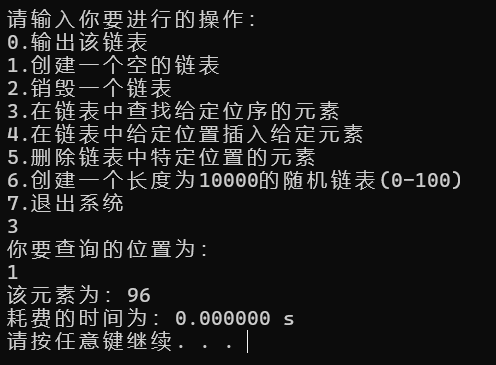 请输入你要进行的操作:
0.输出该链表
1.创建一个空的链表
2.销毁一个链表
3.在链表中查找给定位序的元素
4.在链表中给定位置插入给定元素
5.删除链表中特定位置的元素
6.创建一个长度为10000的随机链表(0-100)
7.退出系统
3
你要查询的位置为:
1
该元素为: 96
耗费的时间为: 0.000000 s
请按任意键继续. . .